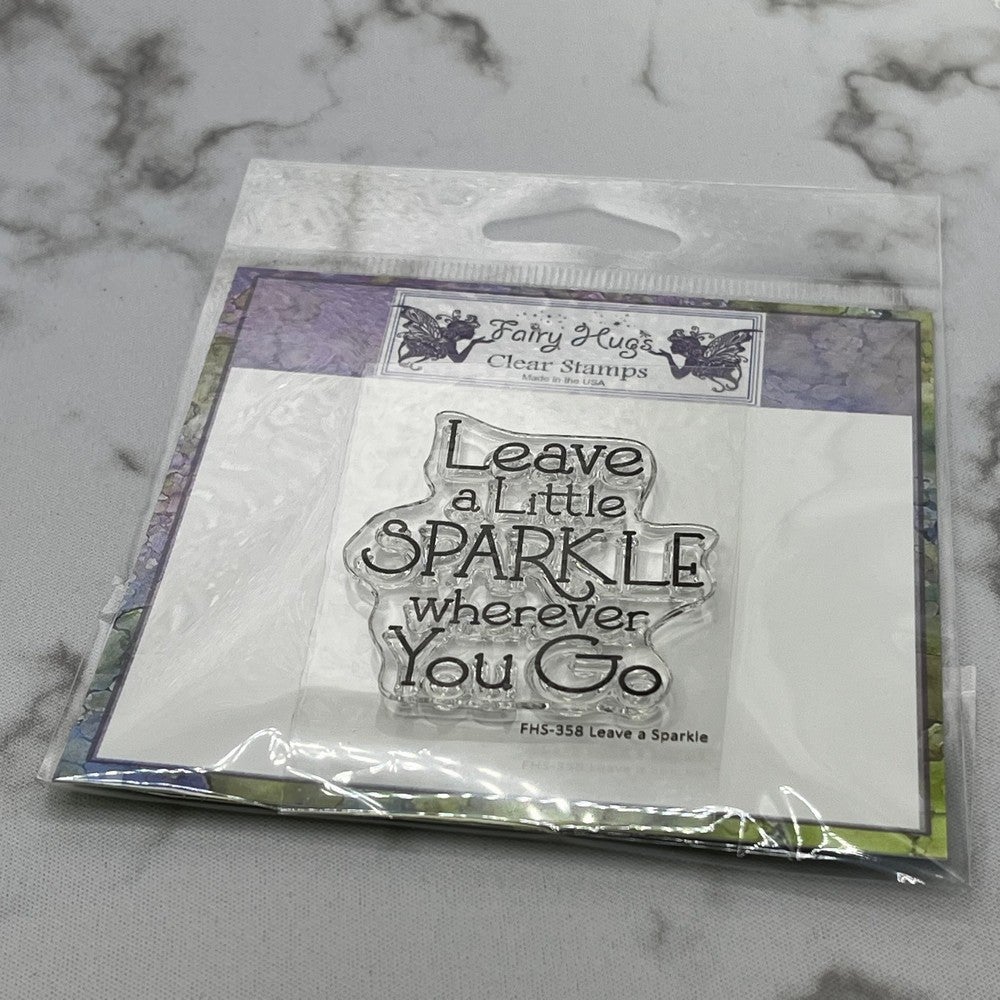 Fairy Hugs
Clear Stamps
Made in the USA
Leave
a Little
SPARKLE
wherever
You Go
FHS-358 Leave a Sparkle